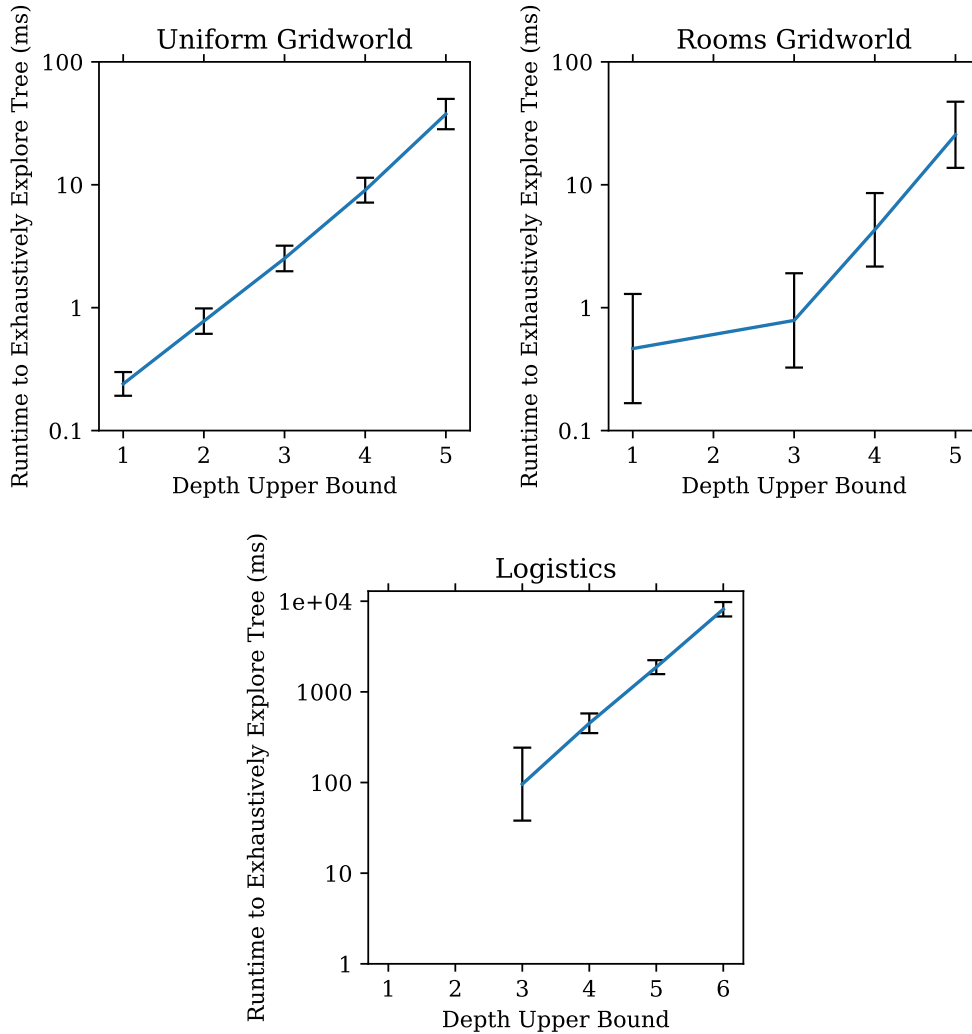 Uniform Gridworld
Runtime to Exhaustively Explore Tree (ms)
100
10
1
0.1
1 2 3 4 5
Depth Upper Bound
Rooms Gridworld
Runtime to Exhaustively Explore Tree (ms)
100
10
1
0.1
1 2 3 4 5
Depth Upper Bound
Logistics
Runtime to Exhaustively Explore Tree (ms)
1e+04
1000
100
10
1
1 2 3 4 5 6
Depth Upper Bound